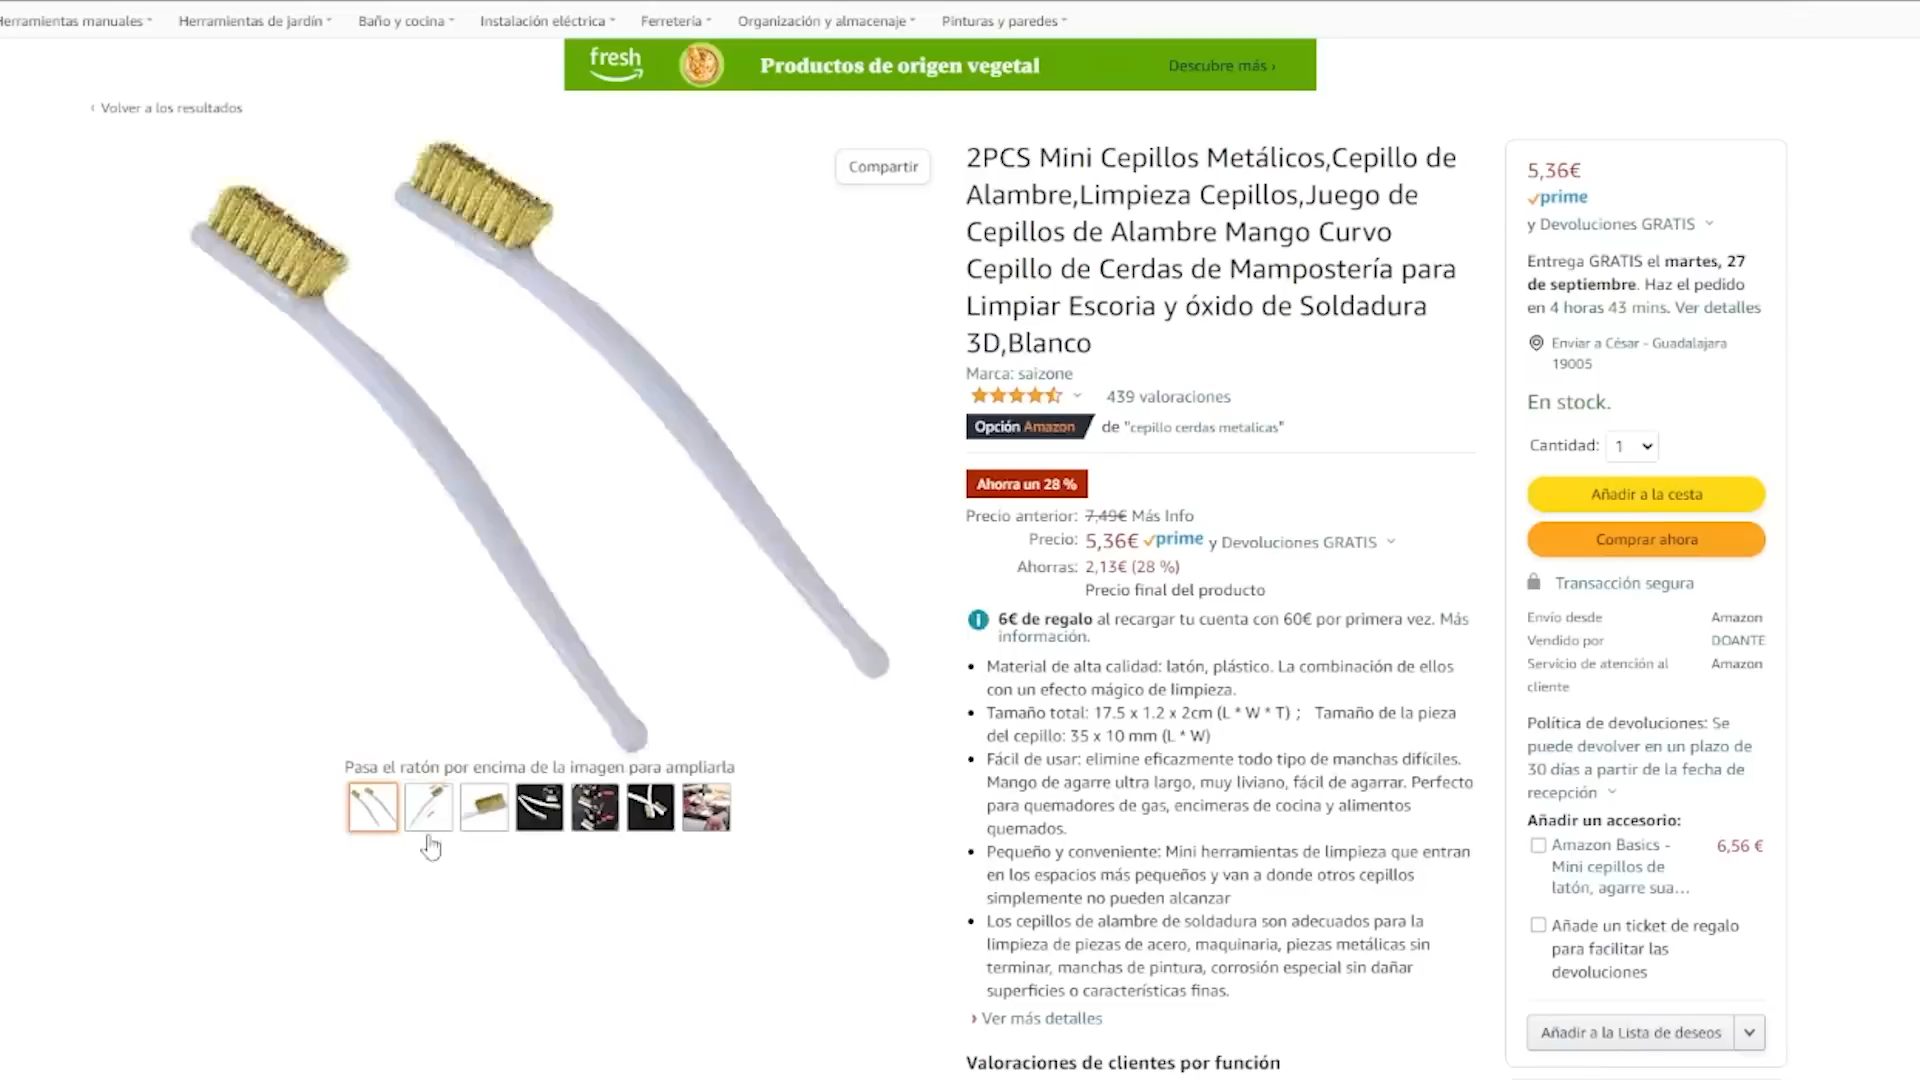 Herramientas manuales
Herramientas de jardín
Baño y cocina
Instalación eléctrica
Ferretería
Organización y almacenaje
Pinturas y paredes
fresh
Productos de origen vegetal
Descubre más ›
‹ Volver a los resultados
Compartir
Pasa el ratón por encima de la imagen para ampliarla
2PCS Mini Cepillos Metálicos,Cepillo de
Alambre,Limpieza Cepillos,Juego de
Cepillos de Alambre Mango Curvo
Cepillo de Cerdas de Mampostería para
Limpiar Escoria y óxido de Soldadura
3D,Blanco
Marca: saizone
439 valoraciones
Opción Amazon de "cepillo cerdas metalicas"
Ahorra un 28 %
Precio anterior: 7,49€ Más Info
Precio: 5,36€ prime y Devoluciones GRATIS
Ahorras: 2,13€ (28 %)
Precio final del producto
6€ de regalo al recargar tu cuenta con 60€ por primera vez. Más
información.
• Material de alta calidad: latón, plástico. La combinación de ellos
con un efecto mágico de limpieza.
• Tamaño total: 17.5 x 1.2 x 2cm (L * W * T) ; Tamaño de la pieza
del cepillo: 35 x 10 mm (L * W)
• Fácil de usar: elimine eficazmente todo tipo de manchas difíciles.
Mango de agarre ultra largo, muy liviano, fácil de agarrar. Perfecto
para quemadores de gas, encimeras de cocina y alimentos
quemados.
• Pequeño y conveniente: Mini herramientas de limpieza que entran
en los espacios más pequeños y van a donde otros cepillos
simplemente no pueden alcanzar
• Los cepillos de alambre de soldadura son adecuados para la
limpieza de piezas de acero, maquinaria, piezas metálicas sin
terminar, manchas de pintura, corrosión especial sin dañar
superficies o características finas.
› Ver más detalles
Valoraciones de clientes por función
5,36€
prime
y Devoluciones GRATIS
Entrega GRATIS el martes, 27
de septiembre. Haz el pedido
en 4 horas 43 mins. Ver detalles
Enviar a César - Guadalajara
19005
En stock.
Cantidad: 1
Añadir a la cesta
Comprar ahora
Transacción segura
Envío desde Amazon
Vendido por DOANTE
Servicio de atención al Amazon
cliente
Política de devoluciones: Se
puede devolver en un plazo de
30 días a partir de la fecha de
recepción
Añadir un accesorio:
Amazon Basics - 6,56 €
Mini cepillos de
latón, agarre sua...
Añade un ticket de regalo
para facilitar las
devoluciones
Añadir a la Lista de deseos